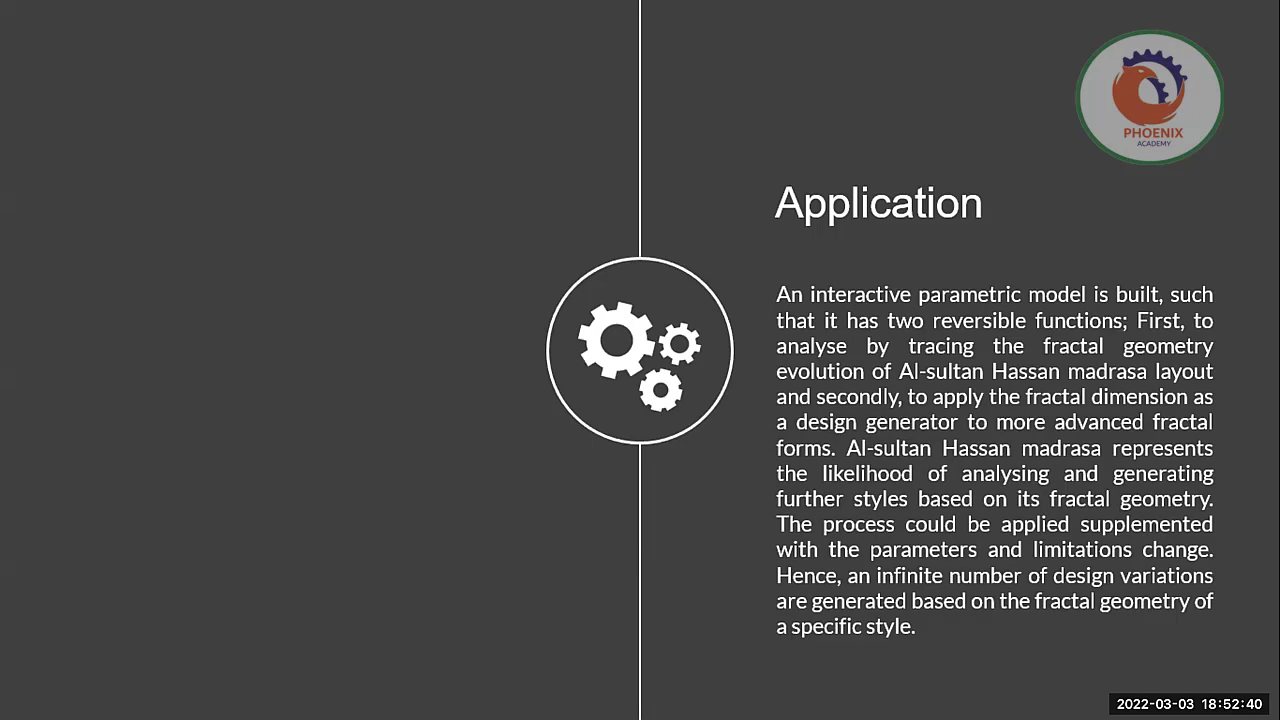 PHOENIX
ACADEMY
Application
An interactive parametric model is built, such
that it has two reversible functions; First, to
analyse by tracing the fractal geometry
evolution of Al-sultan Hassan madrasa layout
and secondly, to apply the fractal dimension as
a design generator to more advanced fractal
forms. Al-sultan Hassan madrasa represents
the likelihood of analysing and generating
further styles based on its fractal geometry.
The process could be applied supplemented
with the parameters and limitations change.
Hence, an infinite number of design variations
are generated based on the fractal geometry of
a specific style.
2022-03-03 18:52:40